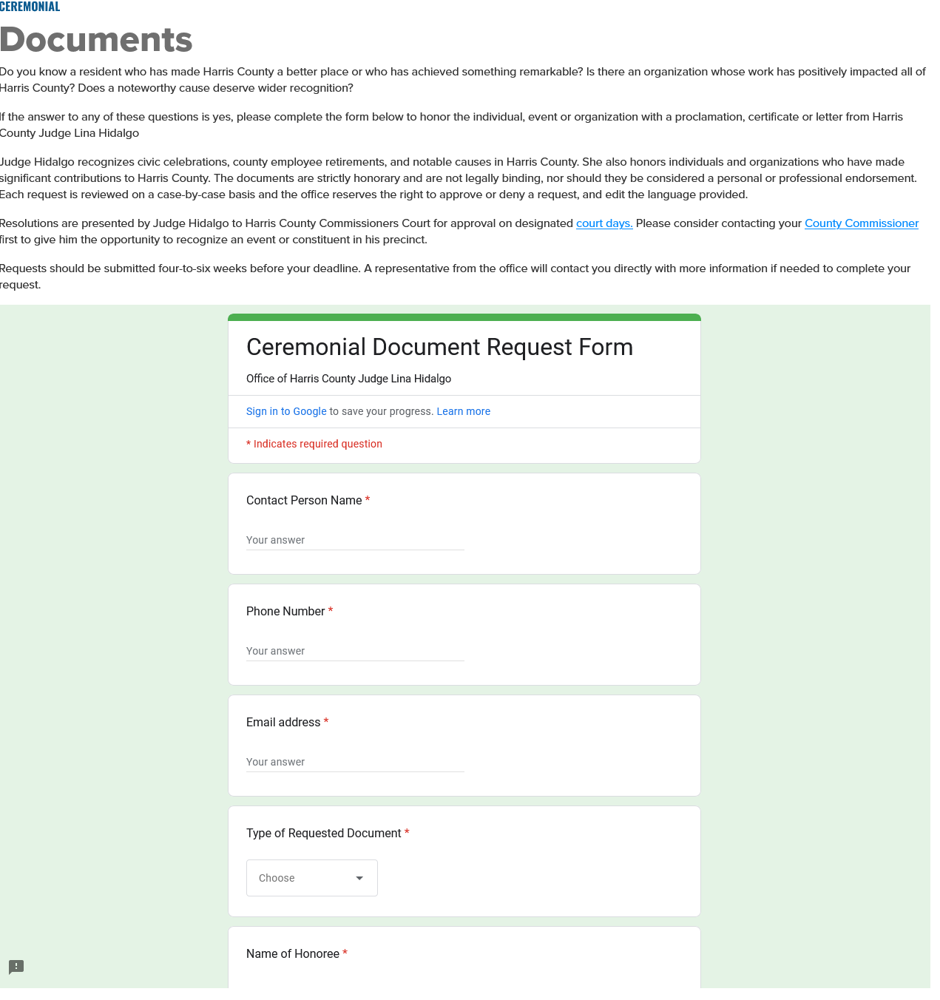 CEREMONIAL
Documents
Do you know a resident who has made Harris County a better place or who has achieved something remarkable? Is there an organization whose work has positively impacted all of
Harris County? Does a noteworthy cause deserve wider recognition?
If the answer to any of these questions is yes, please complete the form below to honor the individual, event or organization with a proclamation, certificate or letter from Harris
County Judge Lina Hidalgo
Judge Hidalgo recognizes civic celebrations, county employee retirements, and notable causes in Harris County. She also honors individuals and organizations who have made
significant contributions to Harris County. The documents are strictly honorary and are not legally binding, nor should they be considered a personal or professional endorsement.
Each request is reviewed on a case-by-case basis and the office reserves the right to approve or deny a request, and edit the language provided.
Resolutions are presented by Judge Hidalgo to Harris County Commissioners Court for approval on designated court days. Please consider contacting your County Commissioner
first to give him the opportunity to recognize an event or constituent in his precinct.
Requests should be submitted four-to-six weeks before your deadline. A representative from the office will contact you directly with more information if needed to complete your
request.
Ceremonial Document Request Form
Office of Harris County Judge Lina Hidalgo
Sign in to Google to save your progress. Learn more
* Indicates required question
Contact Person Name *
Your answer
Phone Number *
Your answer
Email address *
Your answer
Type of Requested Document *
Choose
Name of Honoree *